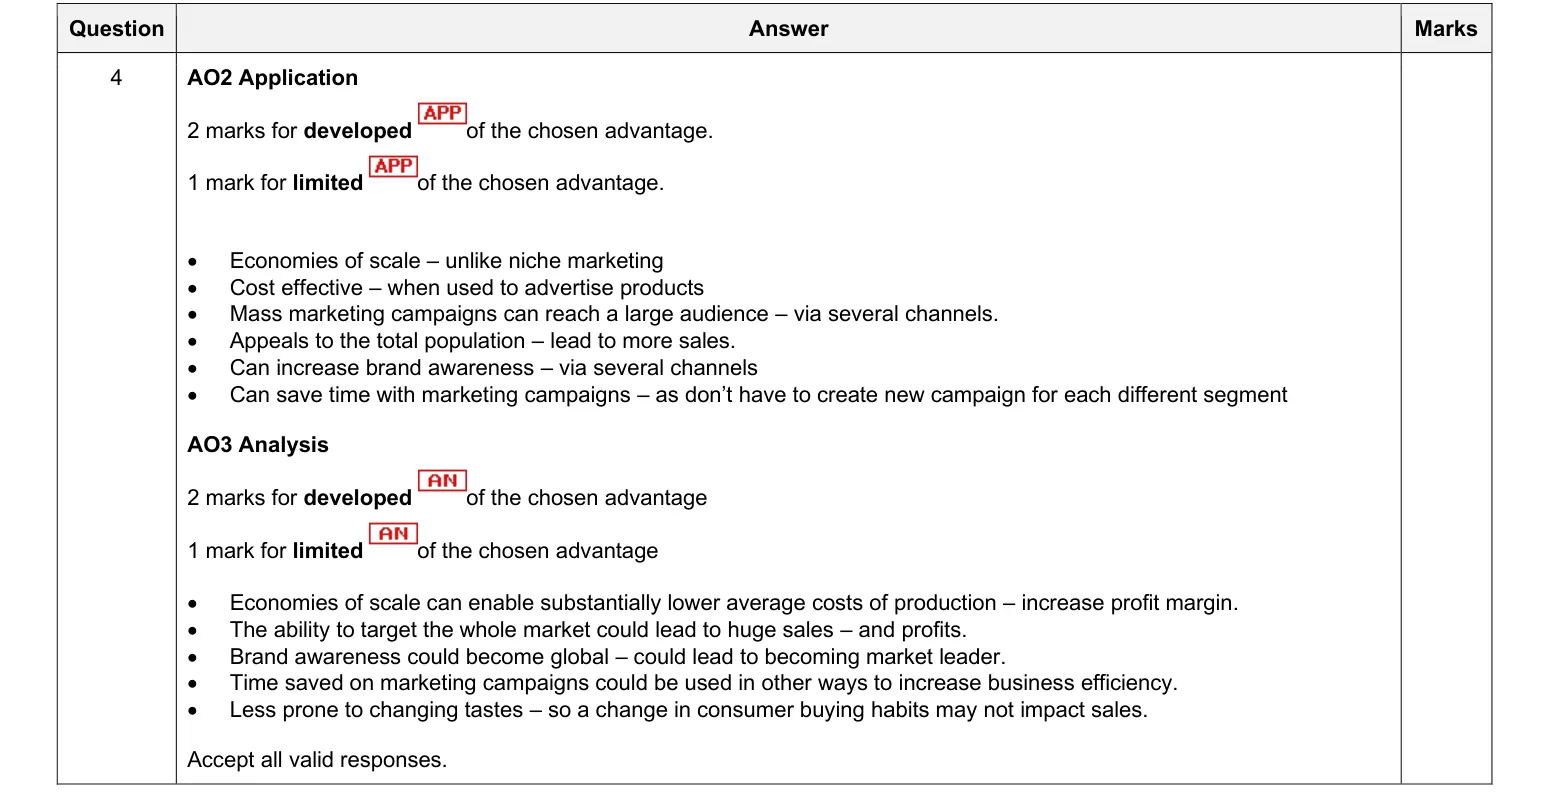 Question Answer Marks
4 AO2 Application
2 marks for developed APP of the chosen advantage.
1 mark for limited APP of the chosen advantage.
• Economies of scale – unlike niche marketing
• Cost effective – when used to advertise products
• Mass marketing campaigns can reach a large audience – via several channels.
• Appeals to the total population – lead to more sales.
• Can increase brand awareness – via several channels
• Can save time with marketing campaigns – as don’t have to create new campaign for each different segment
AO3 Analysis
2 marks for developed AN of the chosen advantage
1 mark for limited AN of the chosen advantage
• Economies of scale can enable substantially lower average costs of production – increase profit margin.
• The ability to target the whole market could lead to huge sales – and profits.
• Brand awareness could become global – could lead to becoming market leader.
• Time saved on marketing campaigns could be used in other ways to increase business efficiency.
• Less prone to changing tastes – so a change in consumer buying habits may not impact sales.
Accept all valid responses.